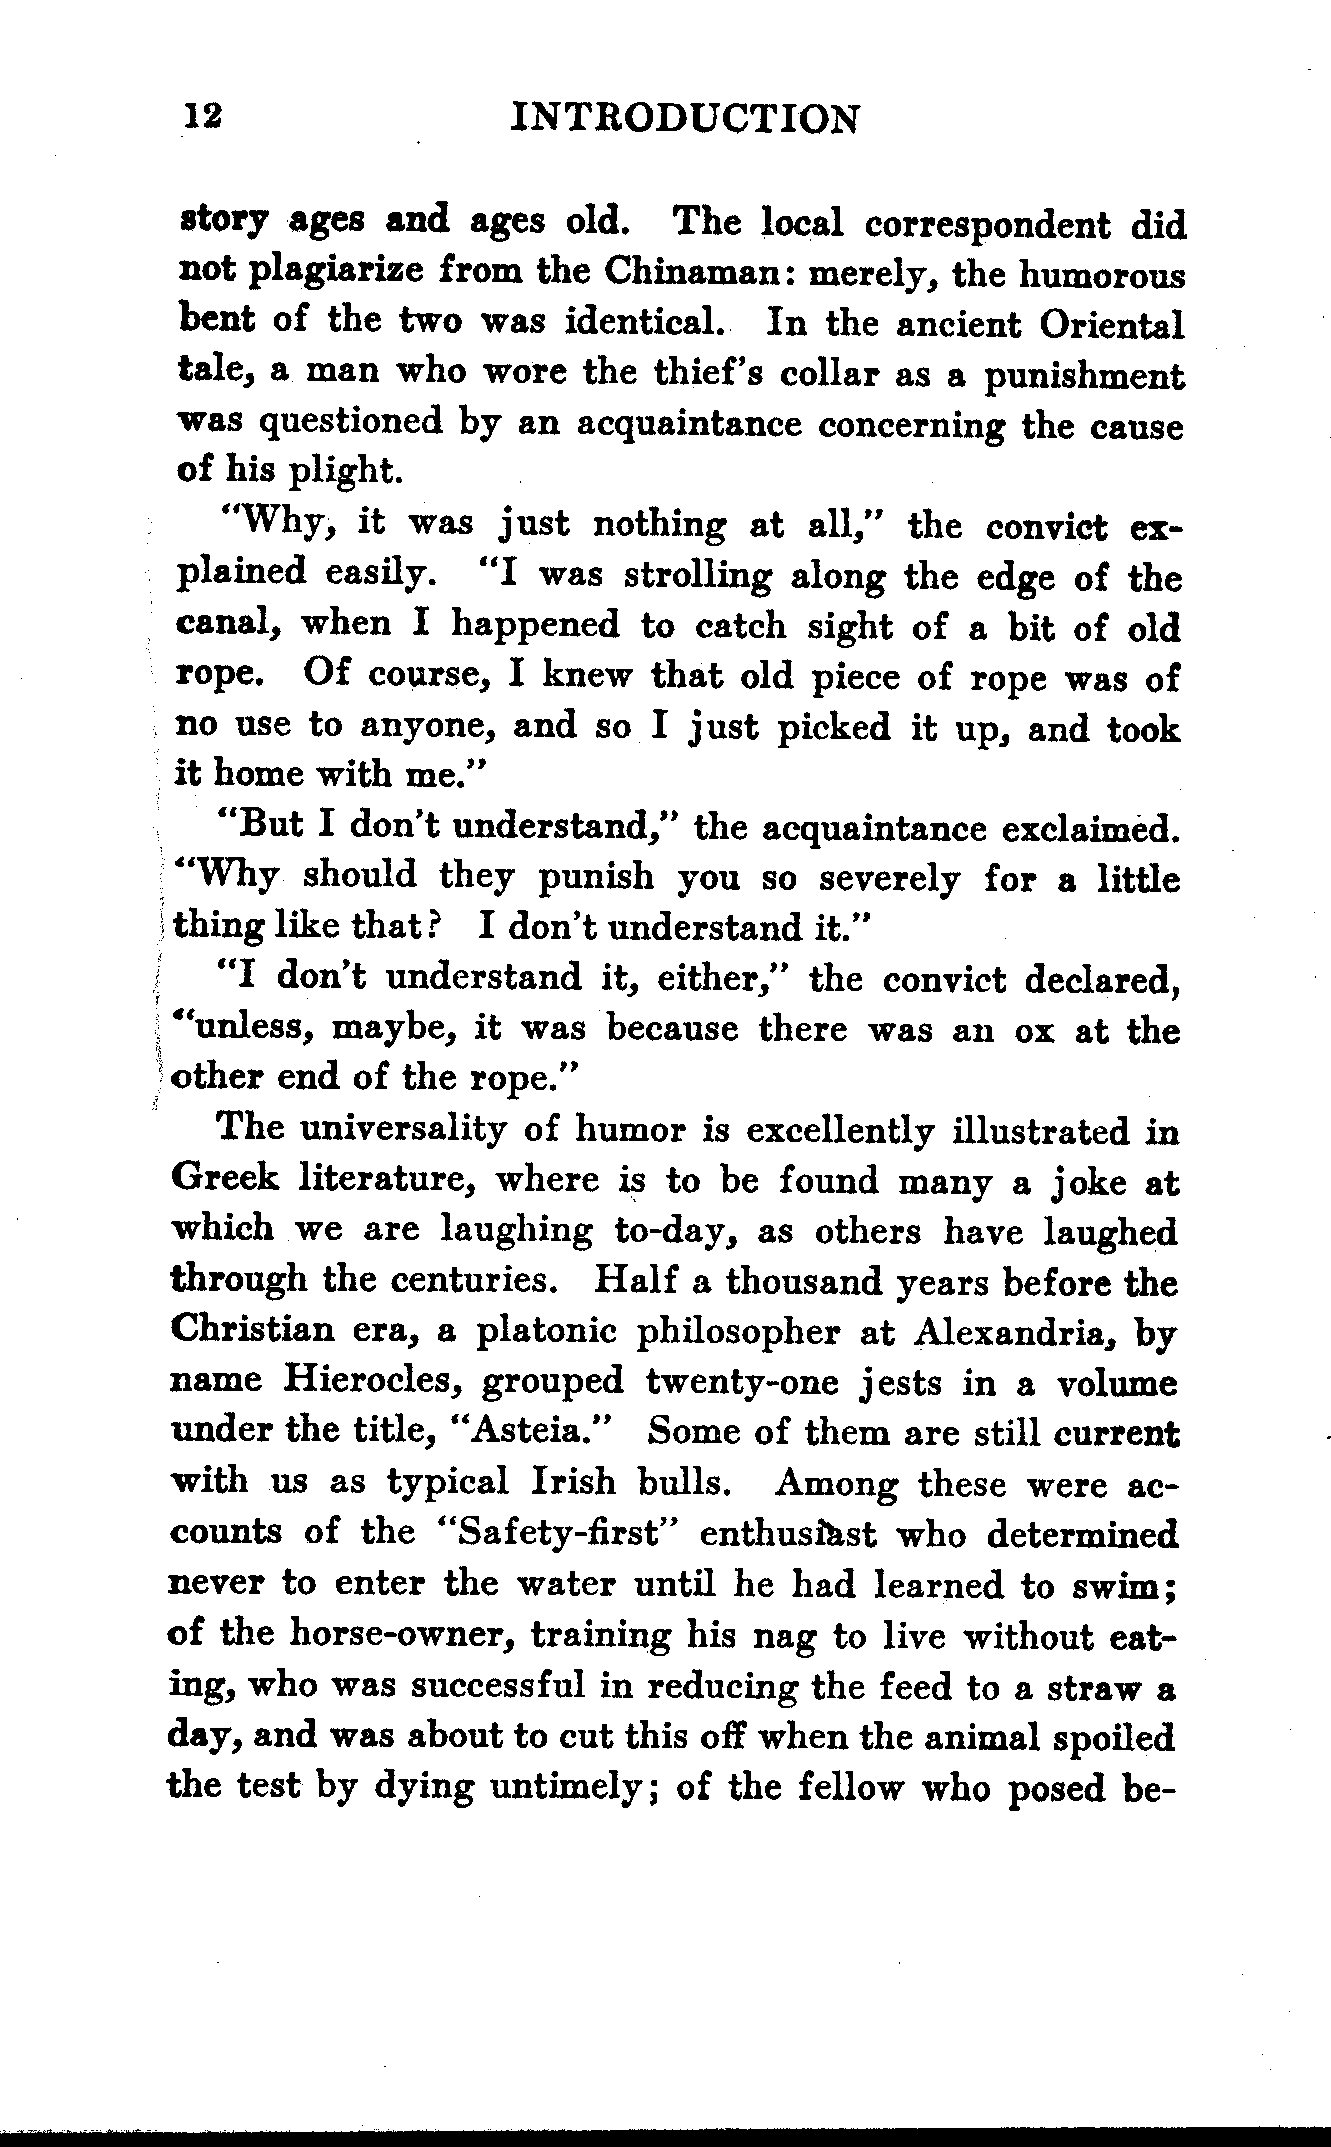 12 INTRODUCTION
story ages and ages old. The local correspondent did
not plagiarize from the Chinaman: merely, the humorous
bent of the two was identical. In the ancient Oriental
tale, a man who wore the thief's collar as a punishment
was questioned by an acquaintance concerning the cause
of his plight.
"Why, it was just nothing at all," the convict ex-
plained easily. "I was strolling along the edge of the
canal, when I happened to catch sight of a bit of old
rope. Of course, I knew that old piece of rope was of
no use to anyone, and so I just picked it up, and took
it home with me."
"But I don't understand," the acquaintance exclaimed.
"Why should they punish you so severely for a little
thing like that? I don't understand it."
"I don't understand it, either," the convict declared,
"unless, maybe, it was because there was an ox at the
other end of the rope."
The universality of humor is excellently illustrated in
Greek literature, where is to be found many a joke at
which we are laughing to-day, as others have laughed
through the centuries. Half a thousand years before the
Christian era, a platonic philosopher at Alexandria, by
name Hierocles, grouped twenty-one jests in a volume
under the title, "Asteia." Some of them are still current
with us as typical Irish bulls. Among these were ac-
counts of the "Safety-first" enthusiast who determined
never to enter the water until he had learned to swim;
of the horse-owner, training his nag to live without eat-
ing, who was successful in reducing the feed to a straw a
day, and was about to cut this off when the animal spoiled
the test by dying untimely; of the fellow who posed be-